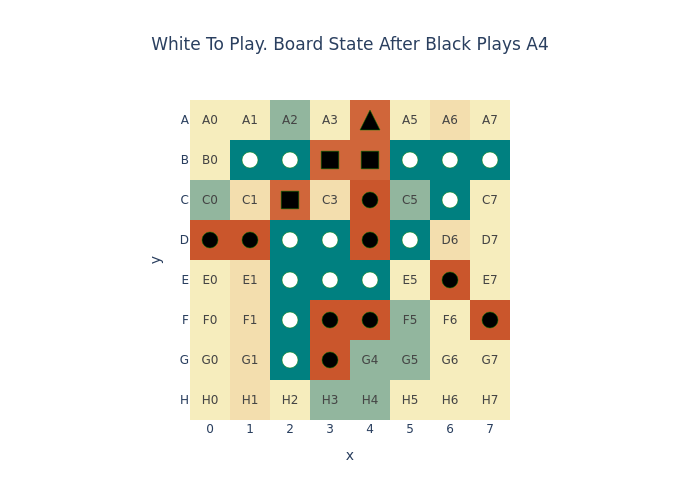 White To Play. Board State After Black Plays A4
A A0 A1 A2 A3 A5 A6 A7
B B0
C C0 C1 C3 C5 C7
D D6 D7
E E0 E1 E5 E7
F F0 F1 F5 F6
G G0 G1 G4 G5 G6 G7
H H0 H1 H2 H3 H4 H5 H6 H7
0 1 2 3 4 5 6 7
x
y